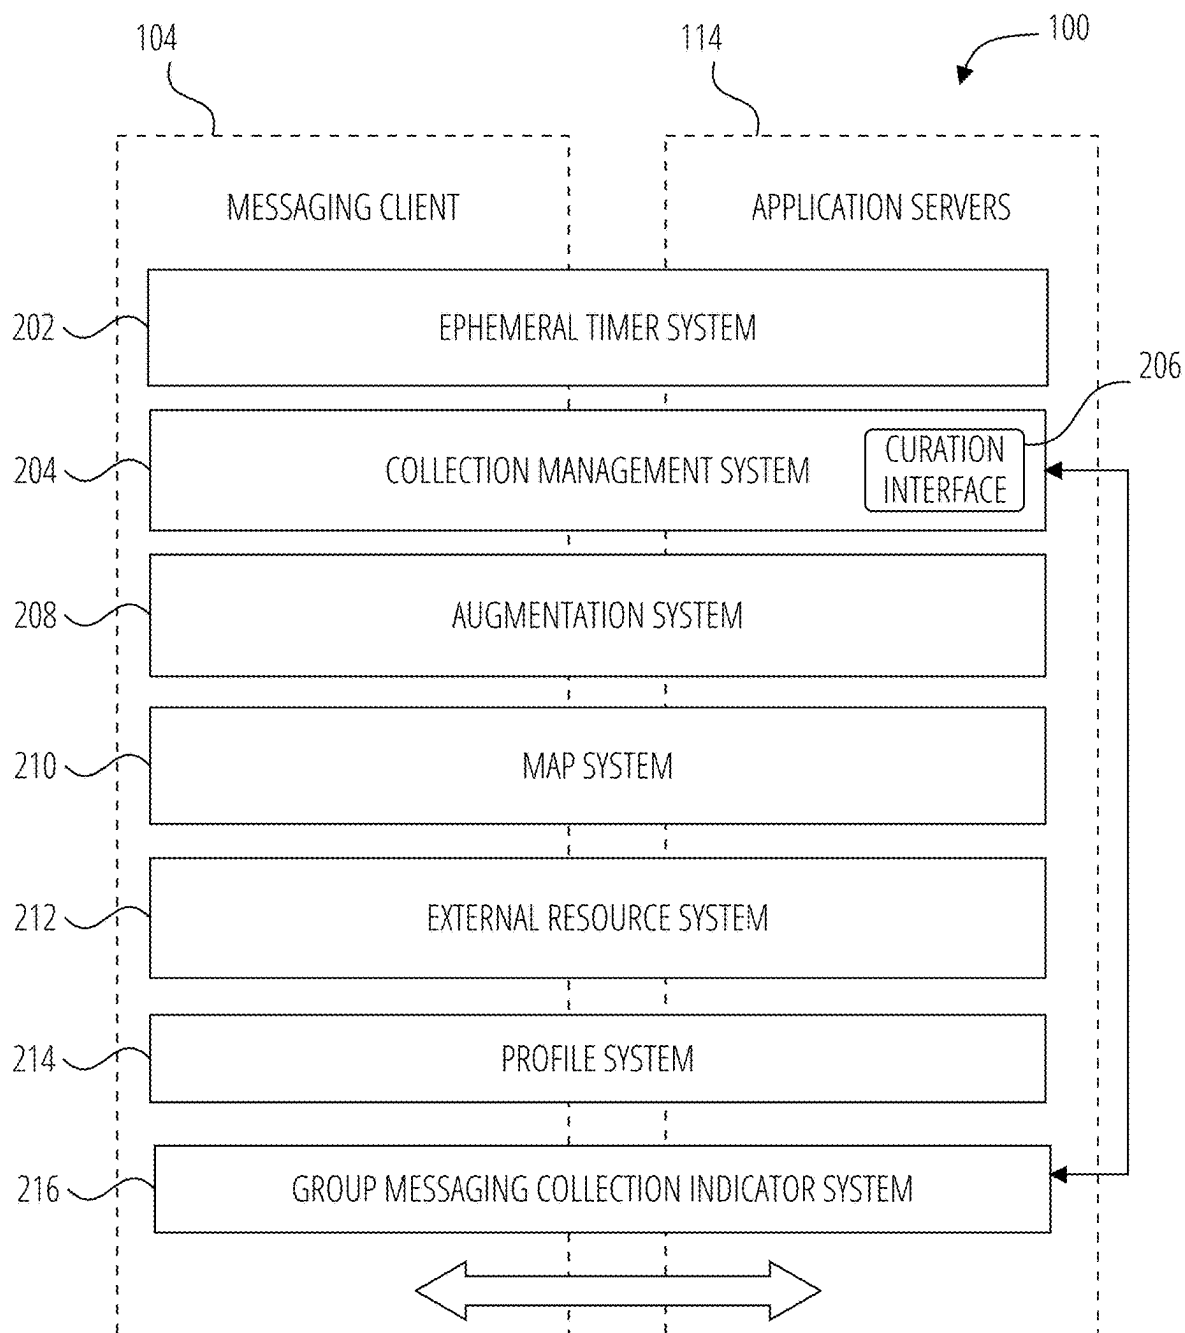 104
114
100
MESSAGING CLIENT
APPLICATION SERVERS
202
EPHEMERAL TIMER SYSTEM
206
204
COLLECTION MANAGEMENT SYSTEM
CURATION
INTERFACE
208
AUGMENTATION SYSTEM
210
MAP SYSTEM
212
EXTERNAL RESOURCE SYSTEM
214
PROFILE SYSTEM
216
GROUP MESSAGING COLLECTION INDICATOR SYSTEM